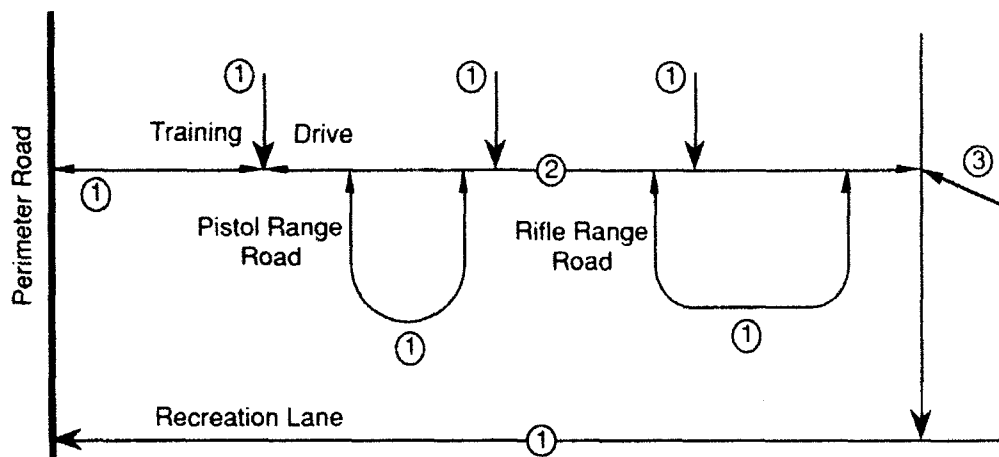 ① ① ①
Training Drive
② ③
①
Perimeter Road
Pistol Range
Road
Rifle Range
Road
① ①
Recreation Lane
①